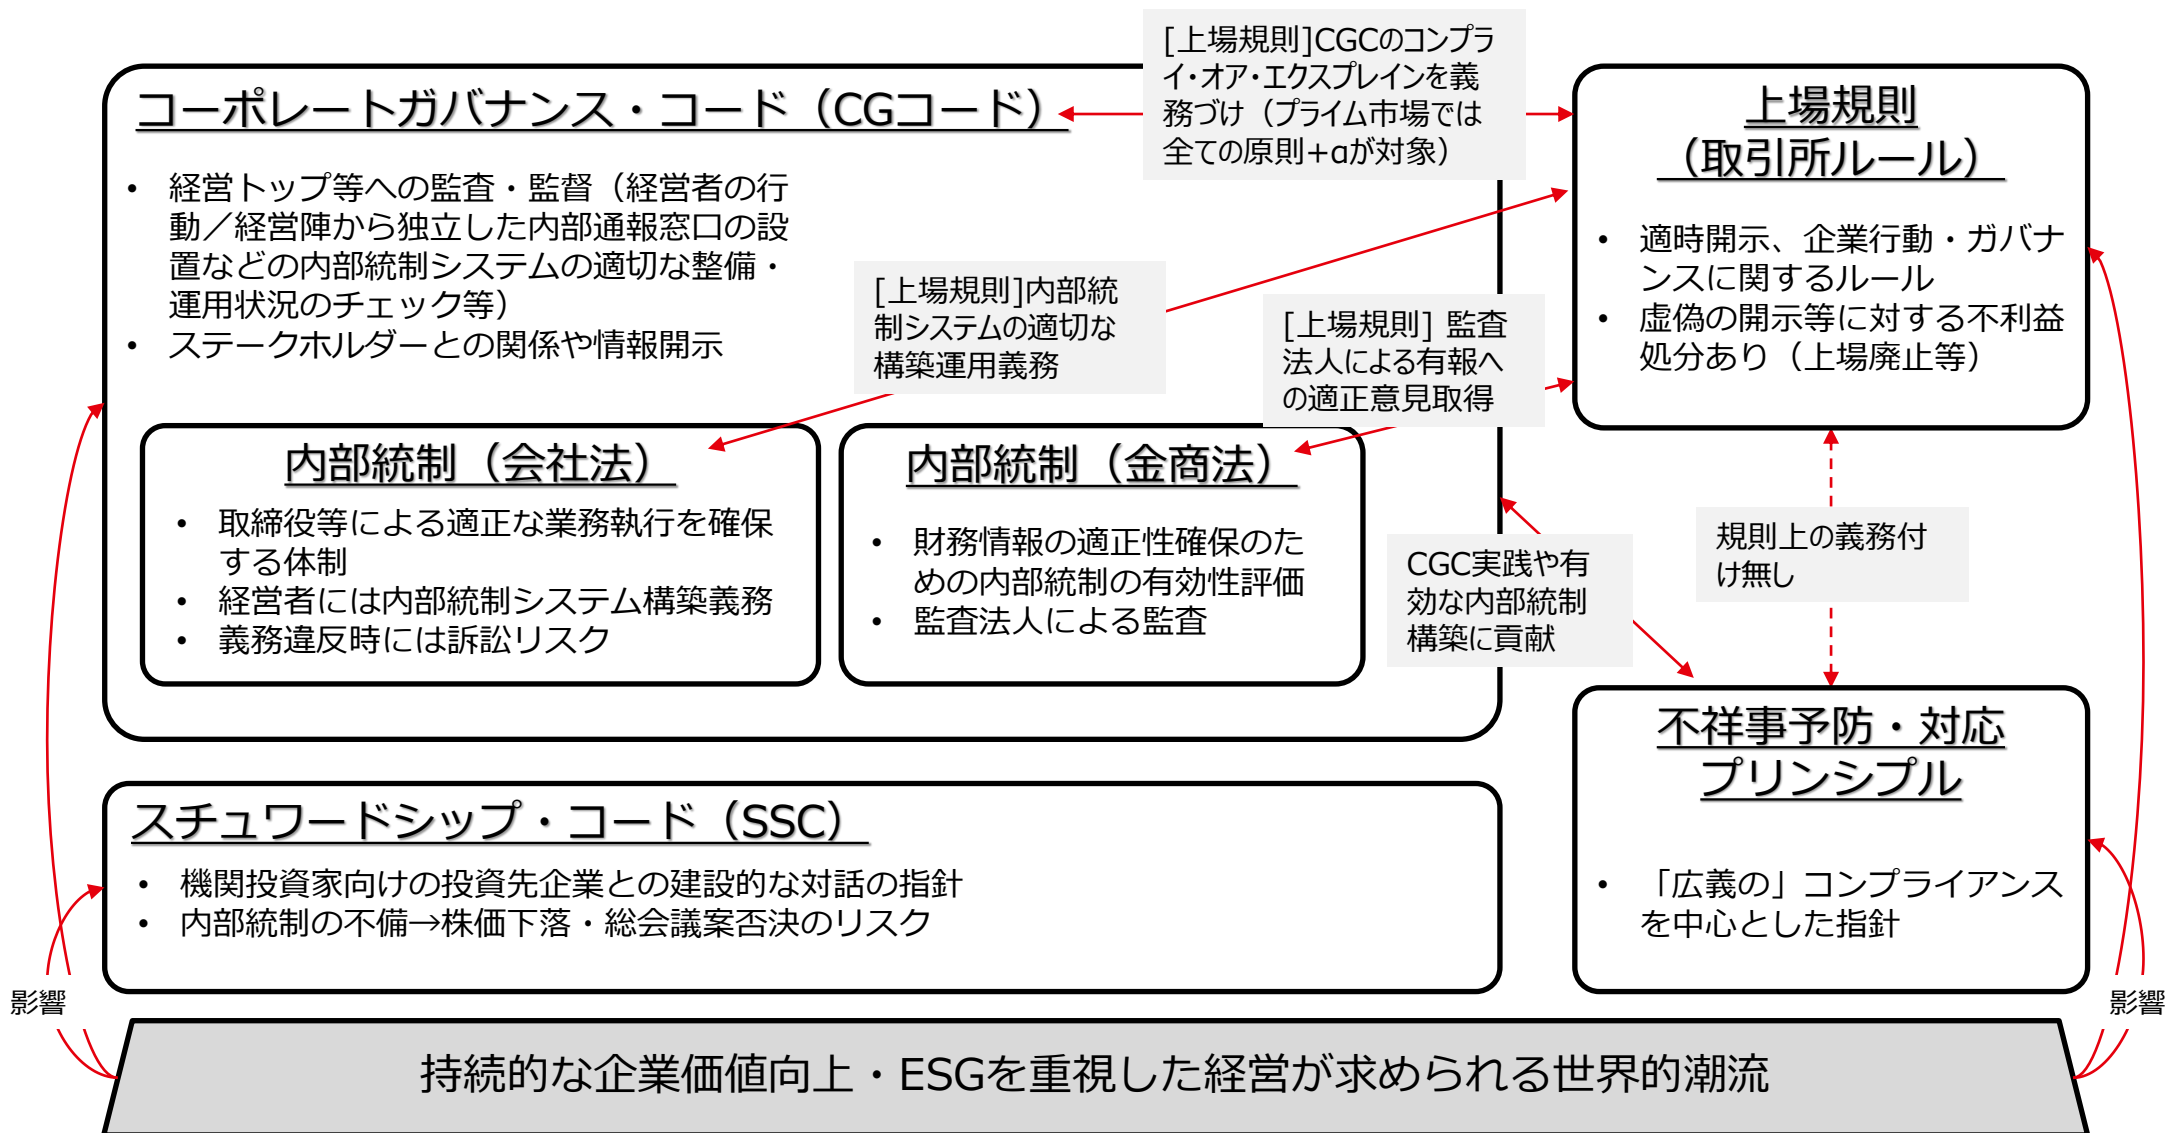 [上場規則]CGCのコンプラ
イ・オア・エクスプレインを義
務づけ（プライム市場では
全ての原則+αが対象）
コーポレートガバナンス・コード（CGコード）
• 経営トップ等への監査・監督（経営者の行
動／経営陣から独立した内部通報窓口の設
置などの内部統制システムの適切な整備・
運用状況のチェック等）
• ステークホルダーとの関係や情報開示
上場規則
（取引所ルール）
• 適時開示、企業行動・ガバナ
ンスに関するルール
• 虚偽の開示等に対する不利益
処分あり（上場廃止等）
[上場規則]内部統
制システムの適切な
構築運用義務
[上場規則] 監査
法人による有報へ
の適正意見取得
内部統制（会社法）
• 取締役等による適正な業務執行を確保
する体制
• 経営者には内部統制システム構築義務
• 義務違反時には訴訟リスク
内部統制（金商法）
• 財務情報の適正性確保のた
めの内部統制の有効性評価
• 監査法人による監査
CGC実践や有
効な内部統制
構築に貢献
規則上の義務付
け無し
不祥事予防・対応
プリンシプル
• 「広義の」コンプライアンス
を中心とした指針
スチュワードシップ・コード（SSC）
• 機関投資家向けの投資先企業との建設的な対話の指針
• 内部統制の不備→株価下落・総会議案否決のリスク
影響
影響
持続的な企業価値向上・ESGを重視した経営が求められる世界的潮流